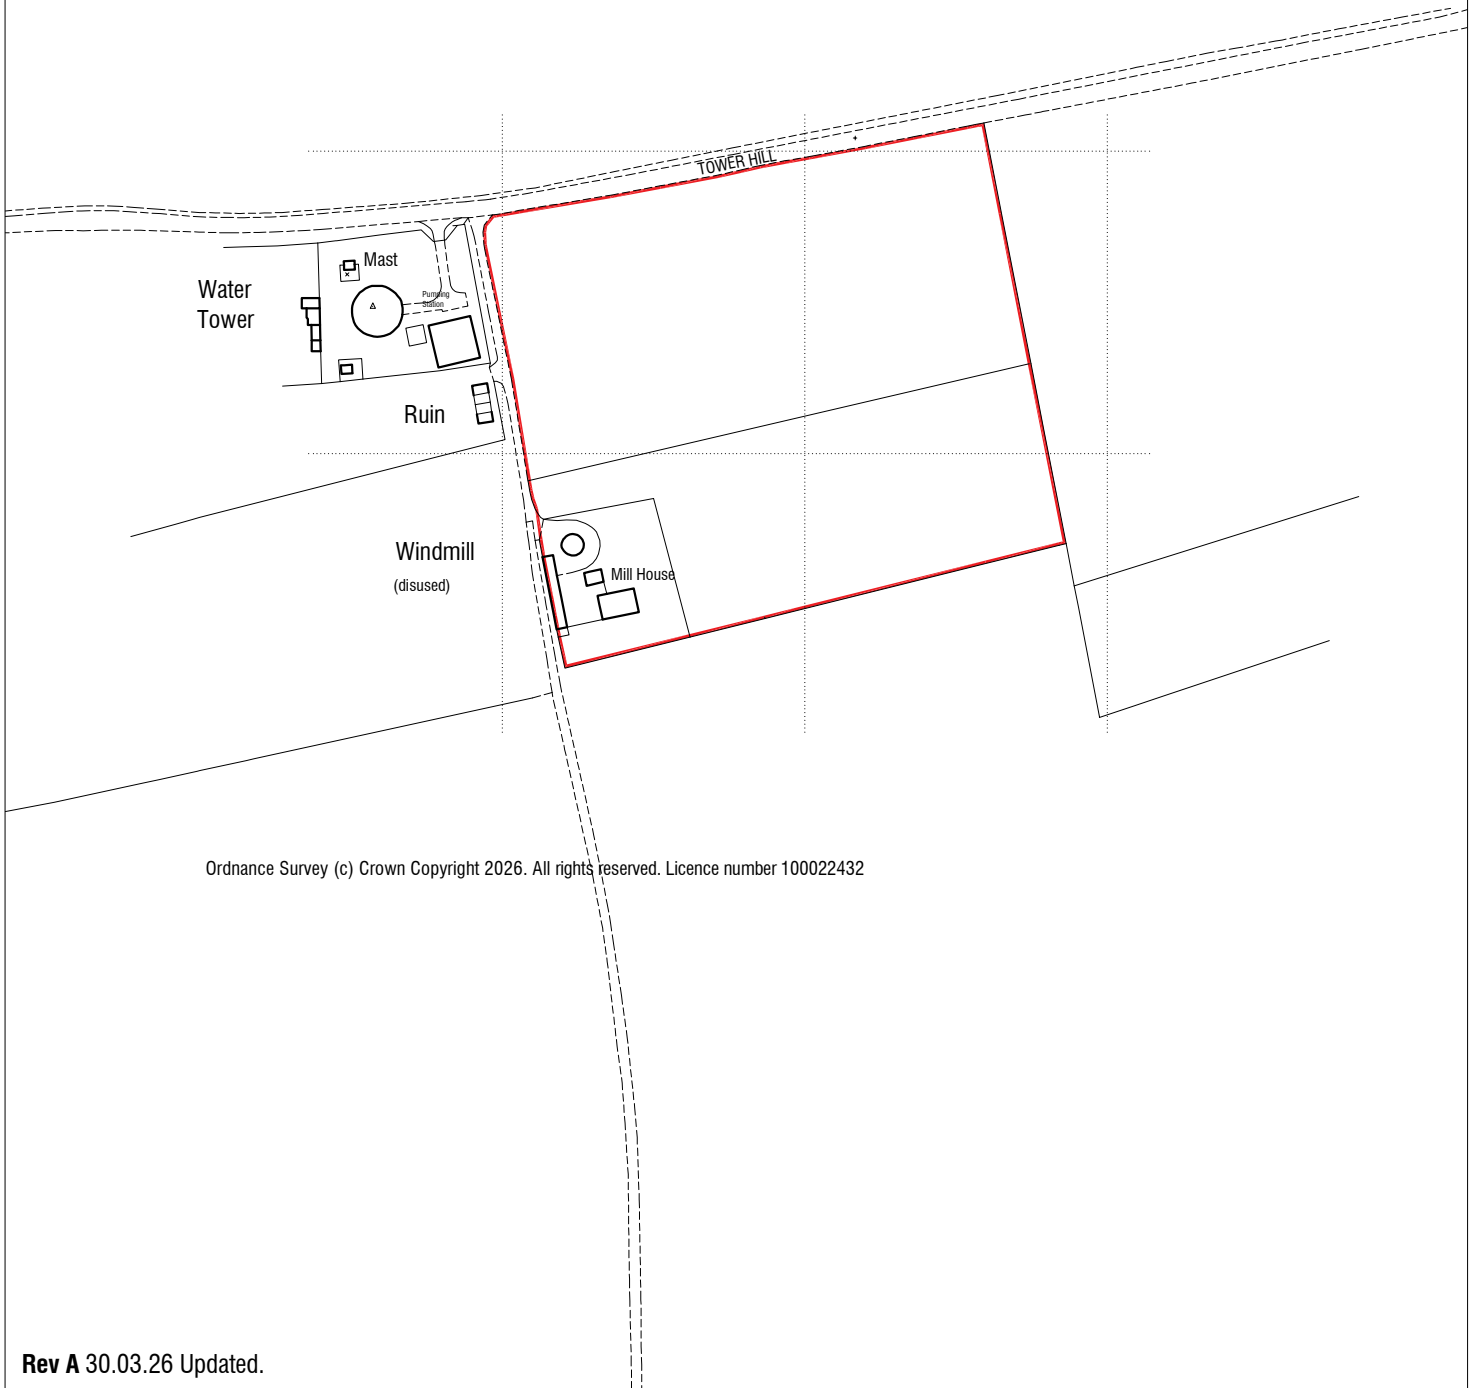 TOWER HILL
Mast
Water
Tower
Pumping
Station
Ruin
Windmill
(disused)
Mill House
Ordnance Survey (c) Crown Copyright 2026. All rights reserved. Licence number 100022432
Rev A 30.03.26 Updated.